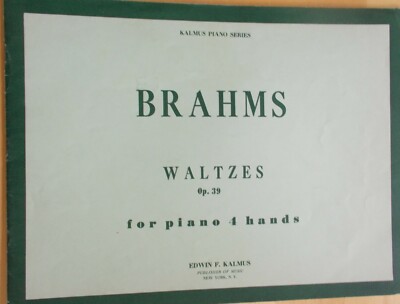 KALMUS PIANO SERIES
BRAHMS
WALTZES
Op. 39
for piano 4 hands
EDWIN F. KALMUS
PUBLISHER OF MUSIC
NEW YORK, N. Y.